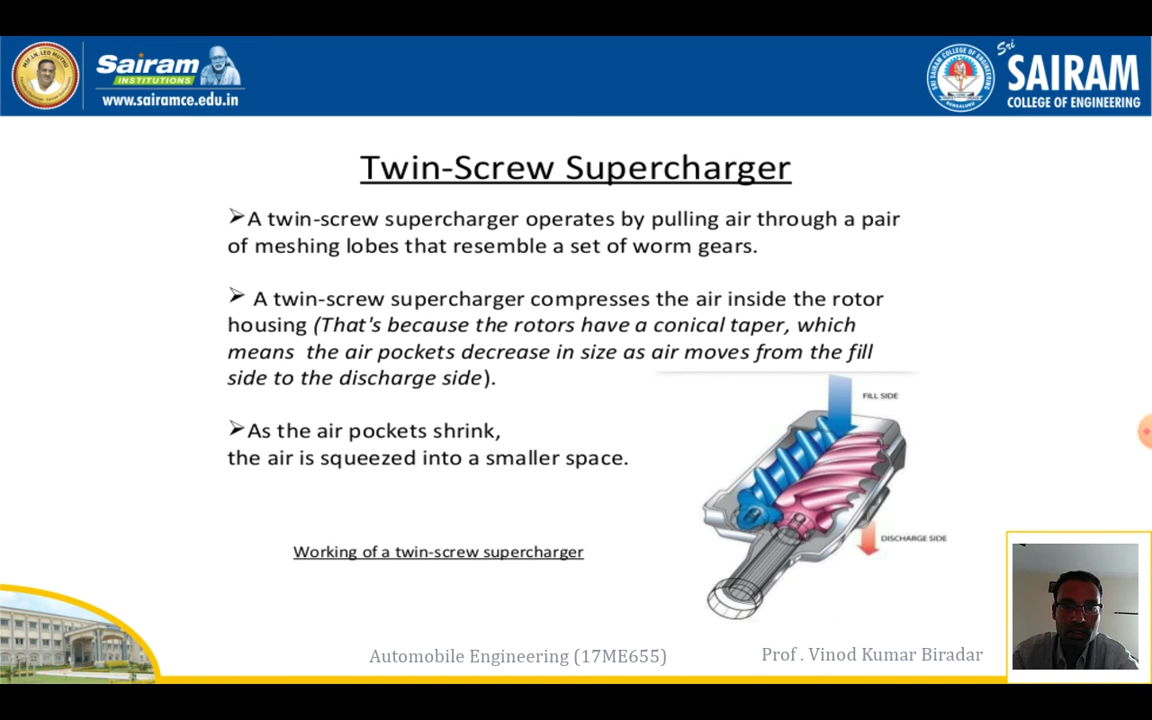 Sairam
INSTITUTIONS
www.sairamce.edu.in
Sri
SAIRAM
COLLEGE OF ENGINEERING
Twin-Screw Supercharger
➢A twin-screw supercharger operates by pulling air through a pair
of meshing lobes that resemble a set of worm gears.
➢ A twin-screw supercharger compresses the air inside the rotor
housing (That's because the rotors have a conical taper, which
means the air pockets decrease in size as air moves from the fill
side to the discharge side).
➢As the air pockets shrink,
the air is squeezed into a smaller space.
FILL SIDE
DISCHARGE SIDE
Working of a twin-screw supercharger
Automobile Engineering (17ME655)
Prof . Vinod Kumar Biradar